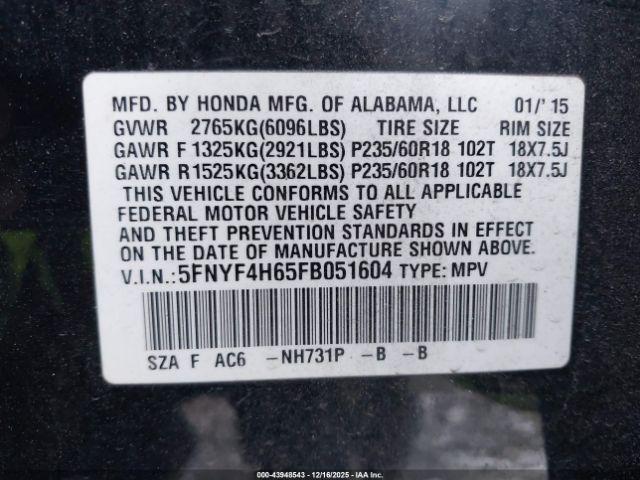 MFD. BY HONDA MFG. OF ALABAMA, LLC 01/'15
GVWR 2765KG(6096LBS) TIRE SIZE RIM SIZE
GAWR F 1325KG(2921LBS) P235/60R18 102T 18X7.5J
GAWR R 1525KG(3362LBS) P235/60R18 102T 18X7.5J
THIS VEHICLE CONFORMS TO ALL APPLICABLE
FEDERAL MOTOR VEHICLE SAFETY
AND THEFT PREVENTION STANDARDS IN EFFECT
ON THE DATE OF MANUFACTURE SHOWN ABOVE.
V.I.N.:5FNYF4H65FB051604 TYPE: MPV
SZA F AC6 -NH731P -B -B
000-43948543 - 12/16/2025 - IAA Inc.